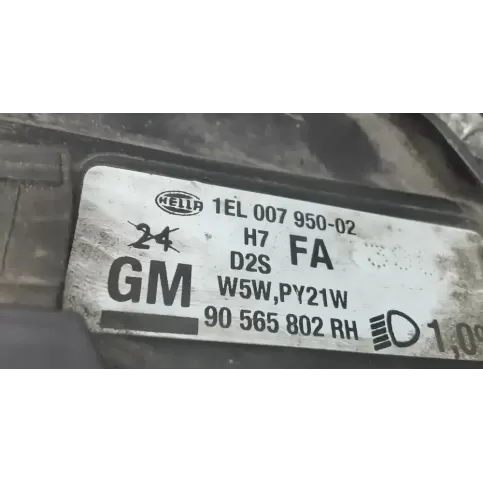 HELLA 1EL 007 950-02
24 H7 FA
D2S
GM W5W,PY21W
90 565 802 RH 1,0